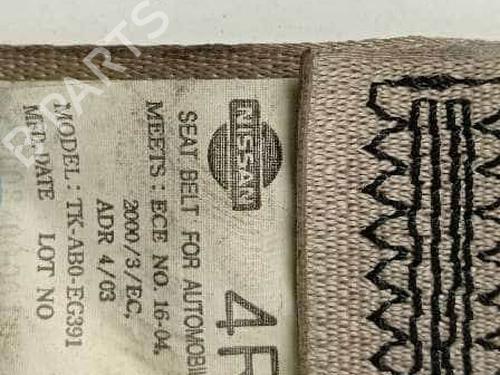 NISSAN
SEAT BELT FOR AUTOMOBI
MEETS : ECE NO. 16-04,
2000/3/EC,
ADR 4/03
MODEL : TK-AB0-EG391
MFD DATE LOT NO
B-PARTS